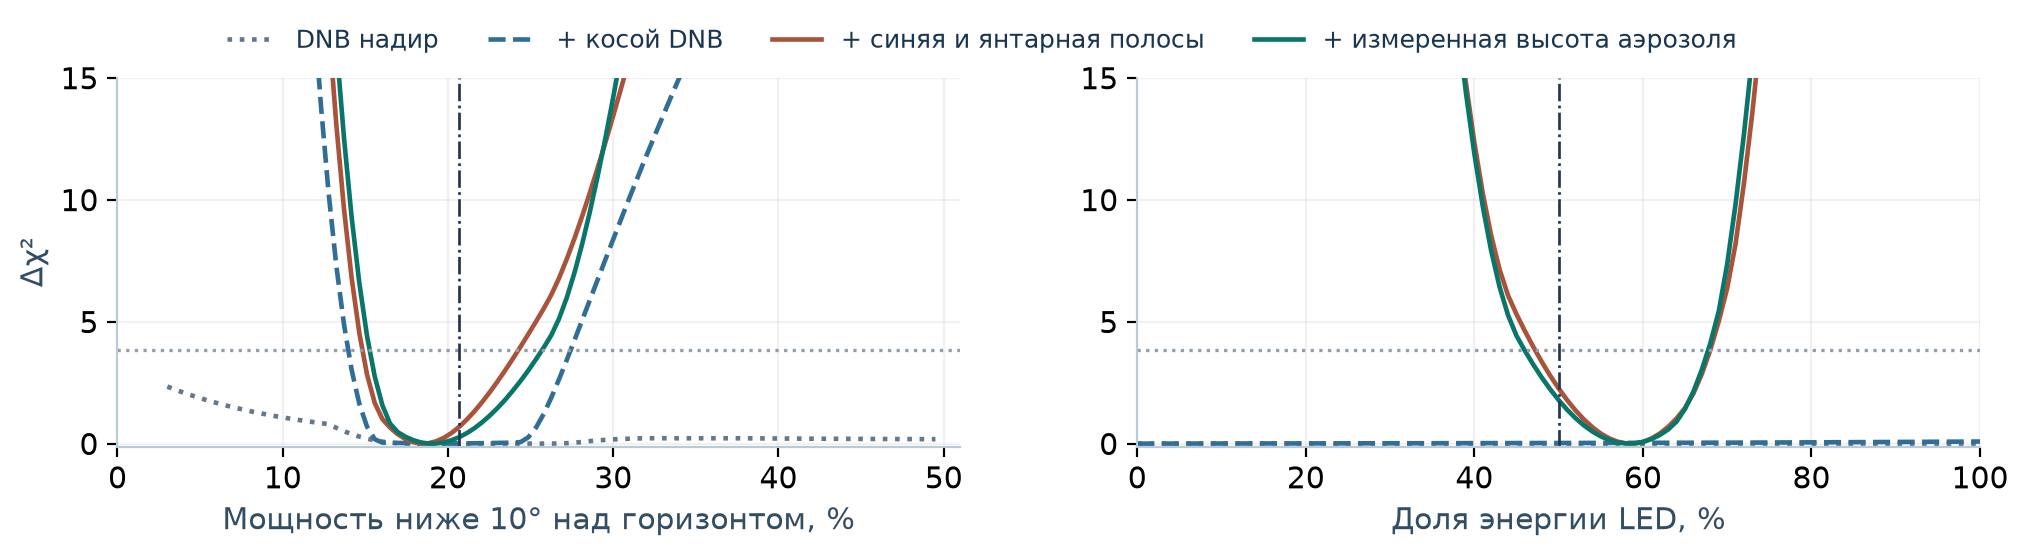 DNB надир + косой DNB + синяя и янтарная полосы + измеренная высота аэрозоля
15
10
5
0
Δχ²
0 10 20 30 40 50
Мощность ниже 10° над горизонтом, %
15
10
5
0
0 20 40 60 80 100
Доля энергии LED, %